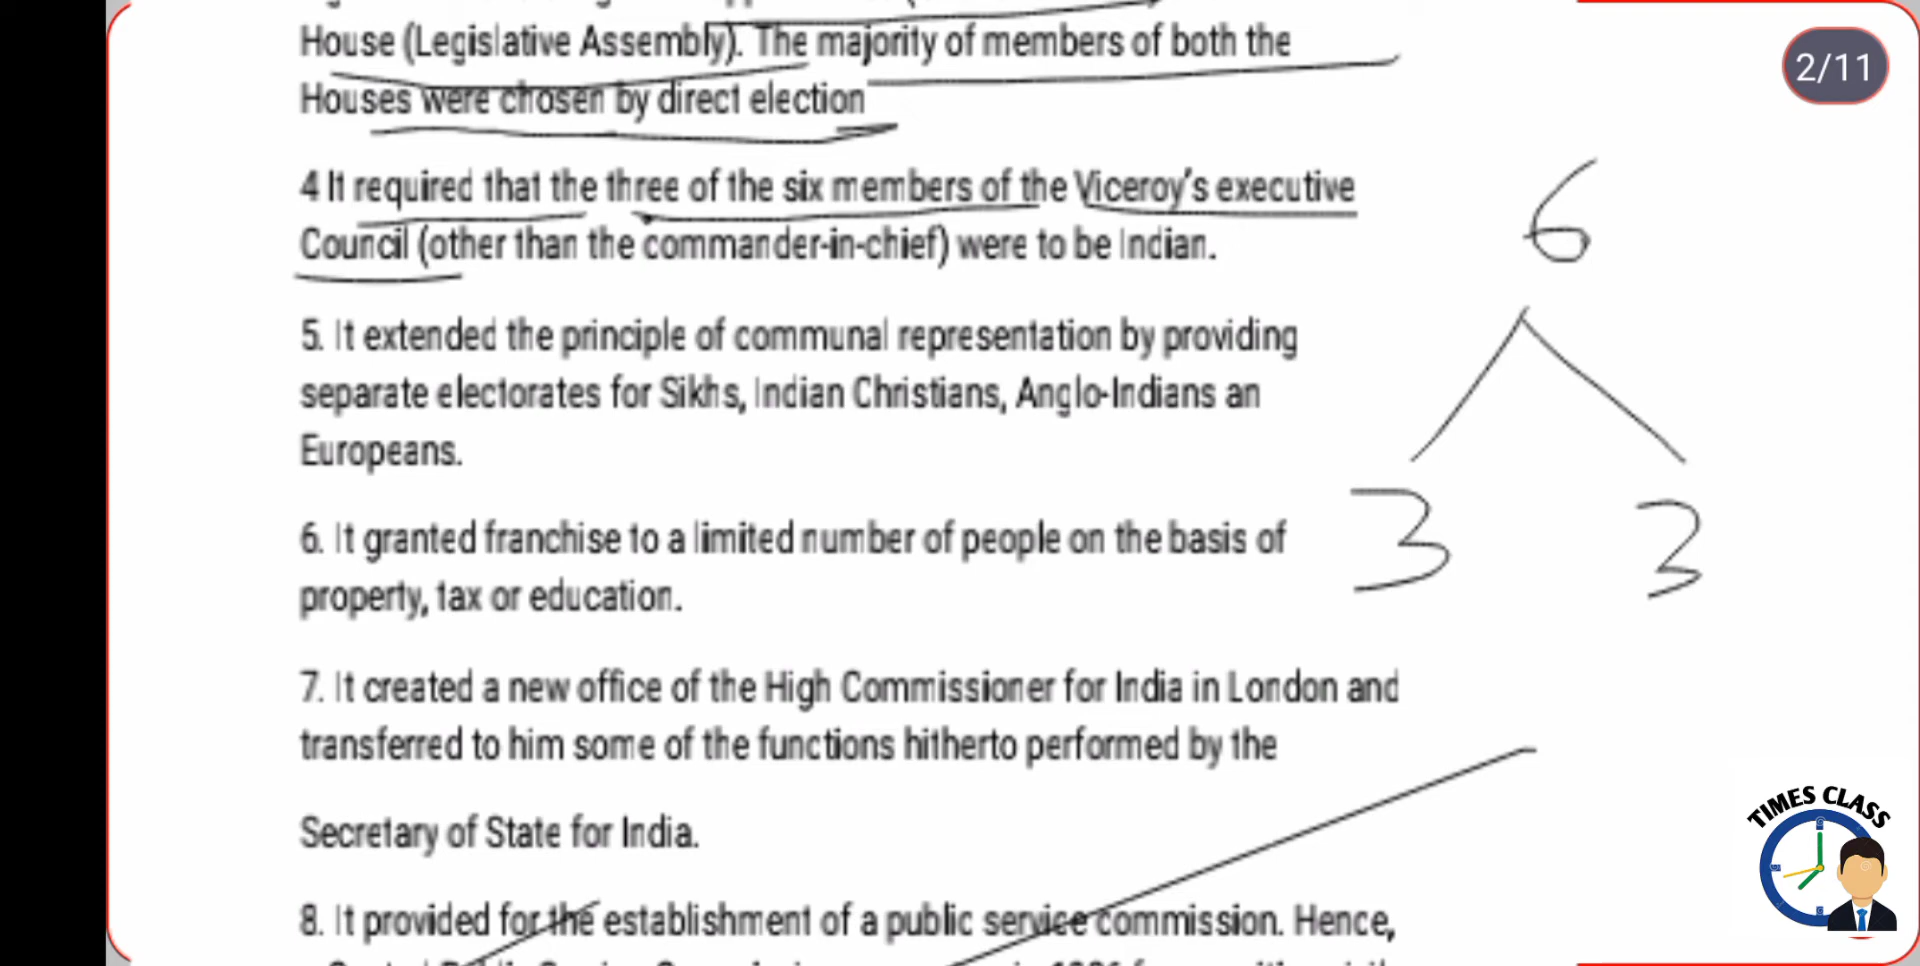 House (Legislative Assembly). The majority of members of both the
Houses were chosen by direct election
4 It required that the three of the six members of the Viceroy's executive
Council (other than the commander-in-chief) were to be Indian.
5. It extended the principle of communal representation by providing
separate electorates for Sikhs, Indian Christians, Anglo-Indians an
Europeans.
6. It granted franchise to a limited number of people on the basis of
property, tax or education.
7. It created a new office of the High Commissioner for India in London and
transferred to him some of the functions hitherto performed by the
Secretary of State for India.
8. It provided for the establishment of a public service commission. Hence,
2/11
6
3 3
TIMES CLASS